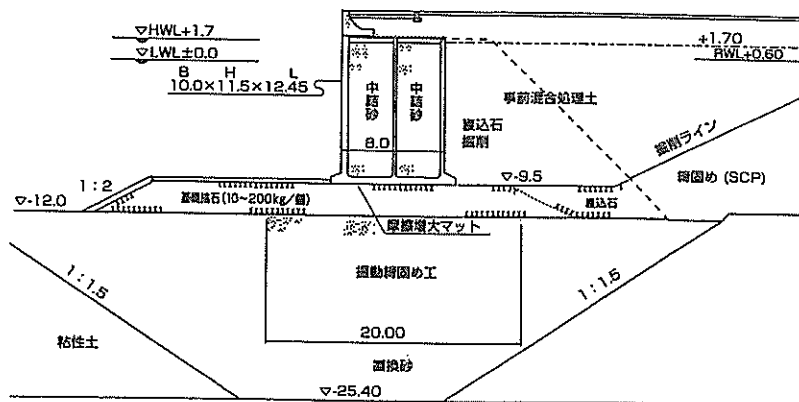 ▽HWL+1.7
▽LWL±0.0
B H L
10.0×11.5×12.45
+1.70
RWL+0.60
中詰砂
中詰砂
8.0
事前混合処理土
裏込石
掘削
掘削ライン
締固め (SCP)
▽-9.5
1:2
▽-12.0
基礎捨石(10~200kg/個)
裏込石
摩擦増大マット
1:1.5
振動締固め工
1:1.5
20.00
粘性土
置換砂
▽-25.40